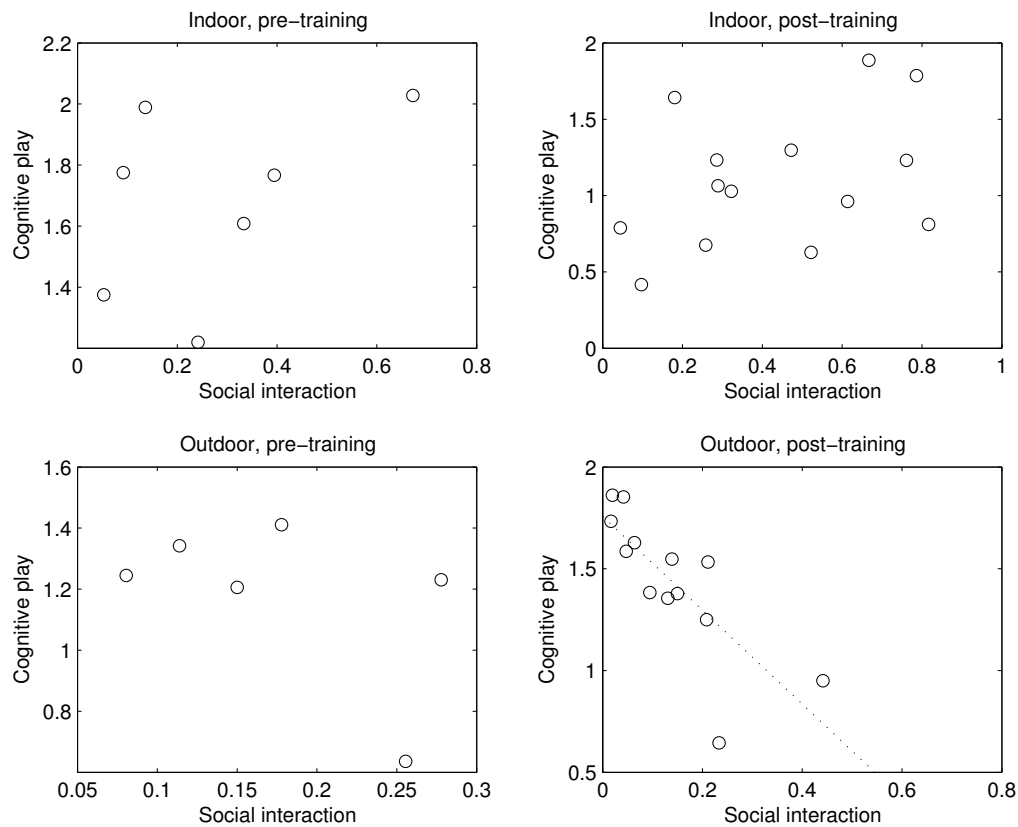 Indoor, pre−training
Cognitive play
2.2
2
1.8
1.6
1.4
0 0.2 0.4 0.6 0.8
Social interaction
Indoor, post−training
Cognitive play
2
1.5
1
0.5
0
0 0.2 0.4 0.6 0.8 1
Social interaction
Outdoor, pre−training
Cognitive play
1.6
1.4
1.2
1
0.8
0.05 0.1 0.15 0.2 0.25 0.3
Social interaction
Outdoor, post−training
Cognitive play
2
1.5
1
0.5
0 0.2 0.4 0.6 0.8
Social interaction